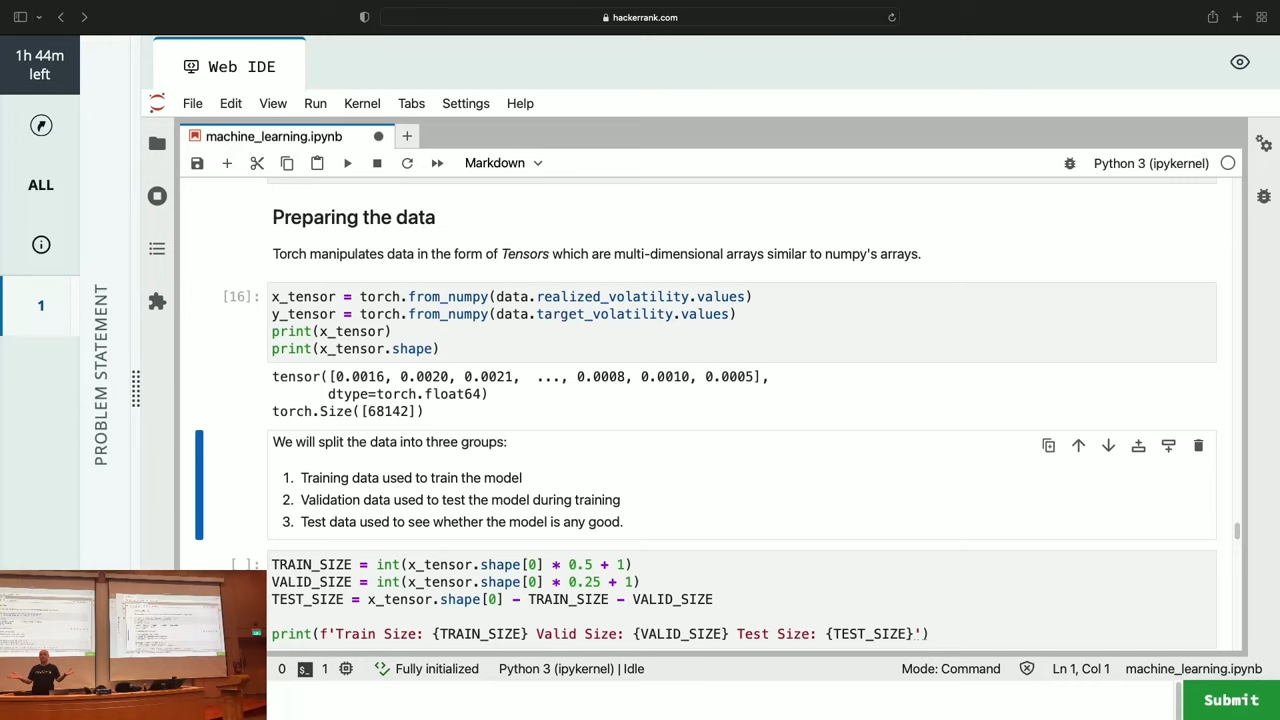 hackerrank.com
1h 44m
left
Web IDE
File Edit View Run Kernel Tabs Settings Help
machine_learning.ipynb
Markdown
Python 3 (ipykernel)
ALL
1
PROBLEM STATEMENT
Preparing the data
Torch manipulates data in the form of Tensors which are multi-dimensional arrays similar to numpy's arrays.
[16]:
x_tensor = torch.from_numpy(data.realized_volatility.values)
y_tensor = torch.from_numpy(data.target_volatility.values)
print(x_tensor)
print(x_tensor.shape)
tensor([0.0016, 0.0020, 0.0021, ..., 0.0008, 0.0010, 0.0005],
dtype=torch.float64)
torch.Size([68142])
We will split the data into three groups:
1. Training data used to train the model
2. Validation data used to test the model during training
3. Test data used to see whether the model is any good.
[ ]:
TRAIN_SIZE = int(x_tensor.shape[0] * 0.5 + 1)
VALID_SIZE = int(x_tensor.shape[0] * 0.25 + 1)
TEST_SIZE = x_tensor.shape[0] - TRAIN_SIZE - VALID_SIZE
print(f'Train Size: {TRAIN_SIZE} Valid Size: {VALID_SIZE} Test Size: {TEST_SIZE}')
0 1 Fully initialized Python 3 (ipykernel) | Idle Mode: Command Ln 1, Col 1 machine_learning.ipynb
Submit